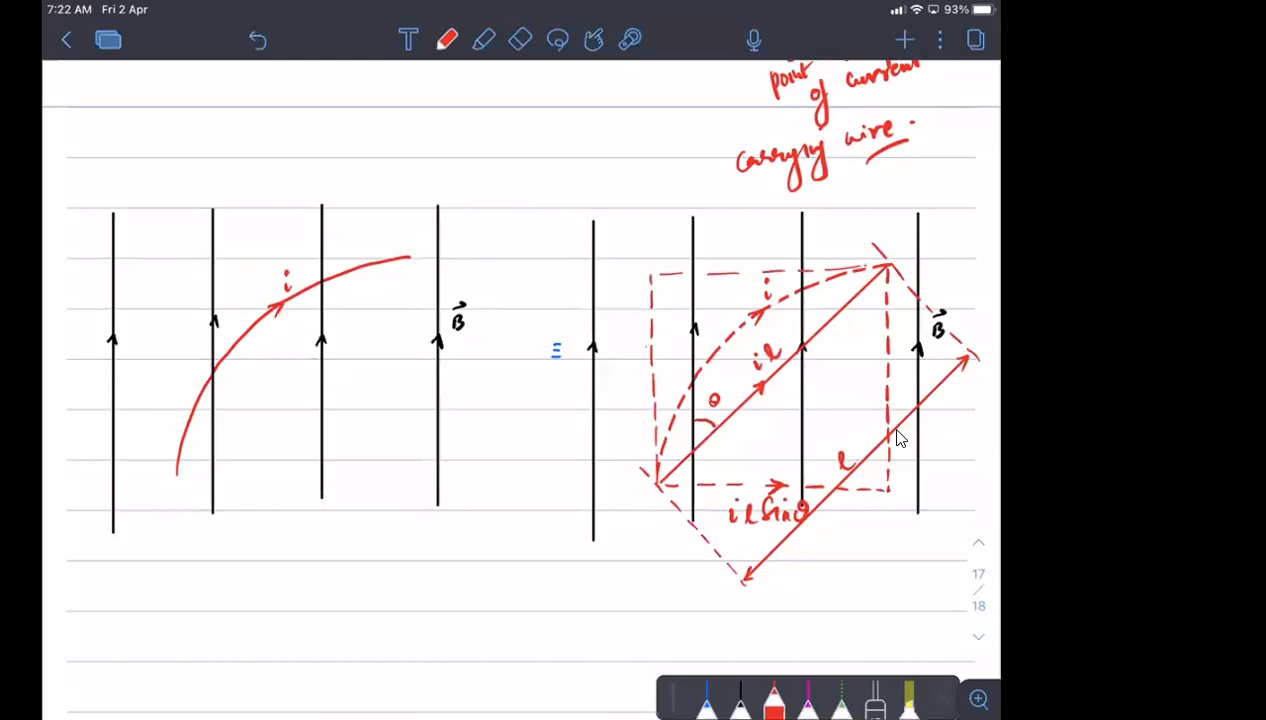 7:22 AM Fri 2 Apr
93%
T
point
of current
carrying wire.
i
B
≡
i
B
il
θ
l
il Sinθ
17
/
18